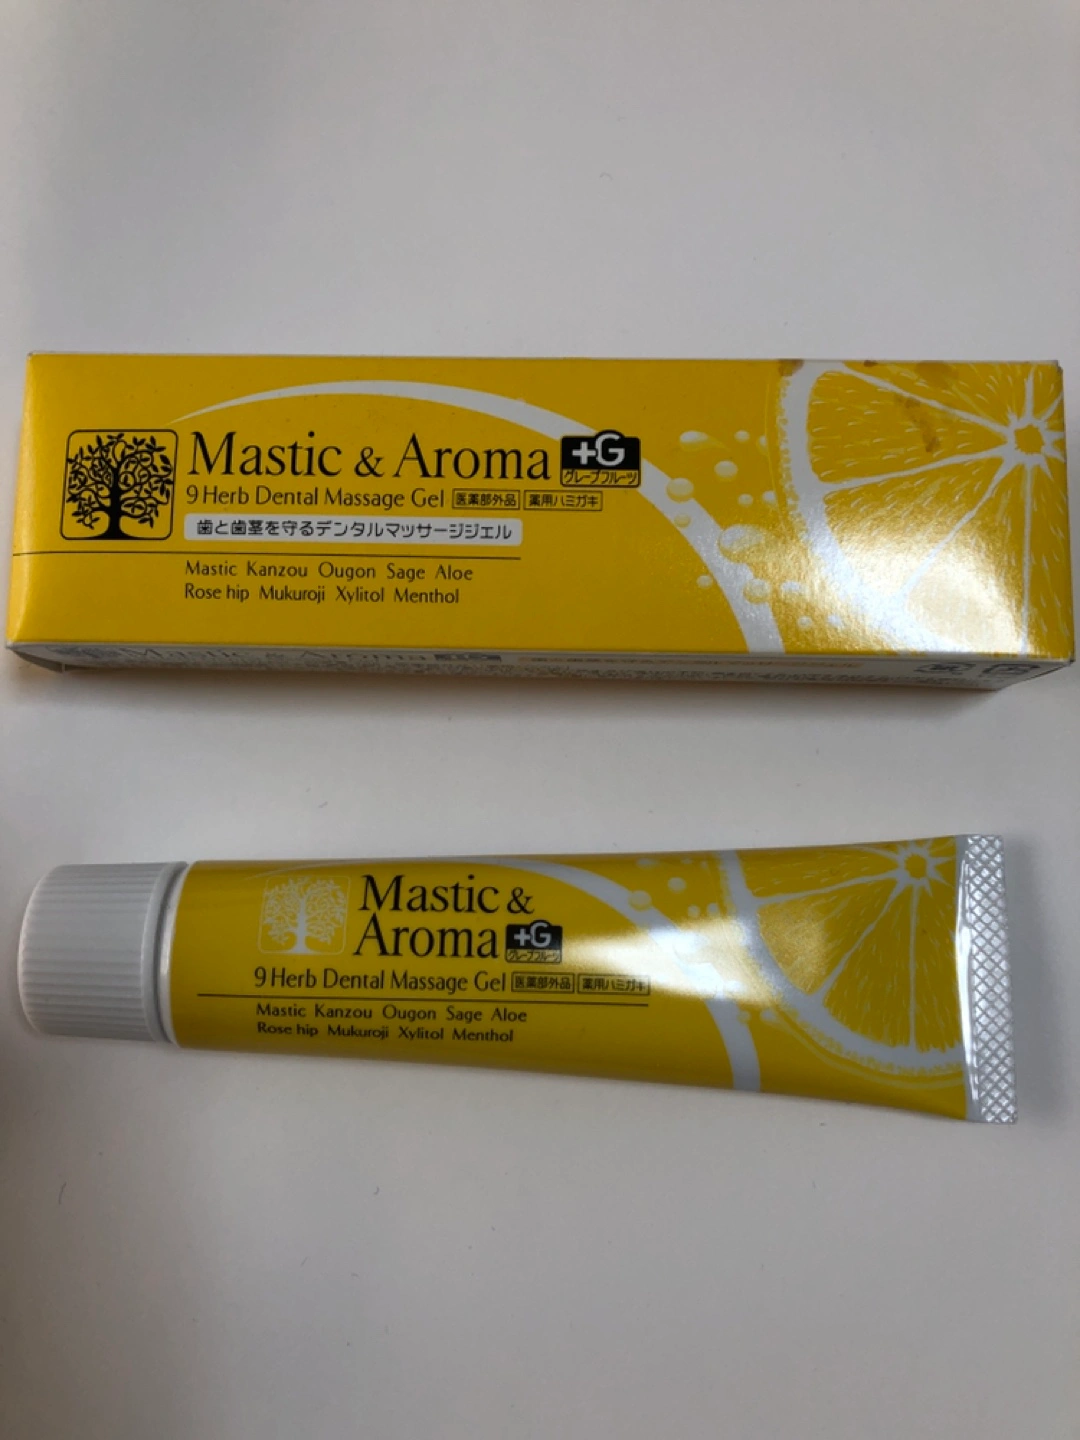 Mastic & Aroma +G
グレープフルーツ
9 Herb Dental Massage Gel 医薬部外品 薬用ハミガキ
歯と歯茎を守るデンタルマッサージジェル
Mastic Kanzou Ougon Sage Aloe
Rose hip Mukuroji Xylitol Menthol
Mastic & Aroma
Mastic &
Aroma +G
グレープフルーツ
9 Herb Dental Massage Gel 医薬部外品 薬用ハミガキ
Mastic Kanzou Ougon Sage Aloe
Rose hip Mukuroji Xylitol Menthol